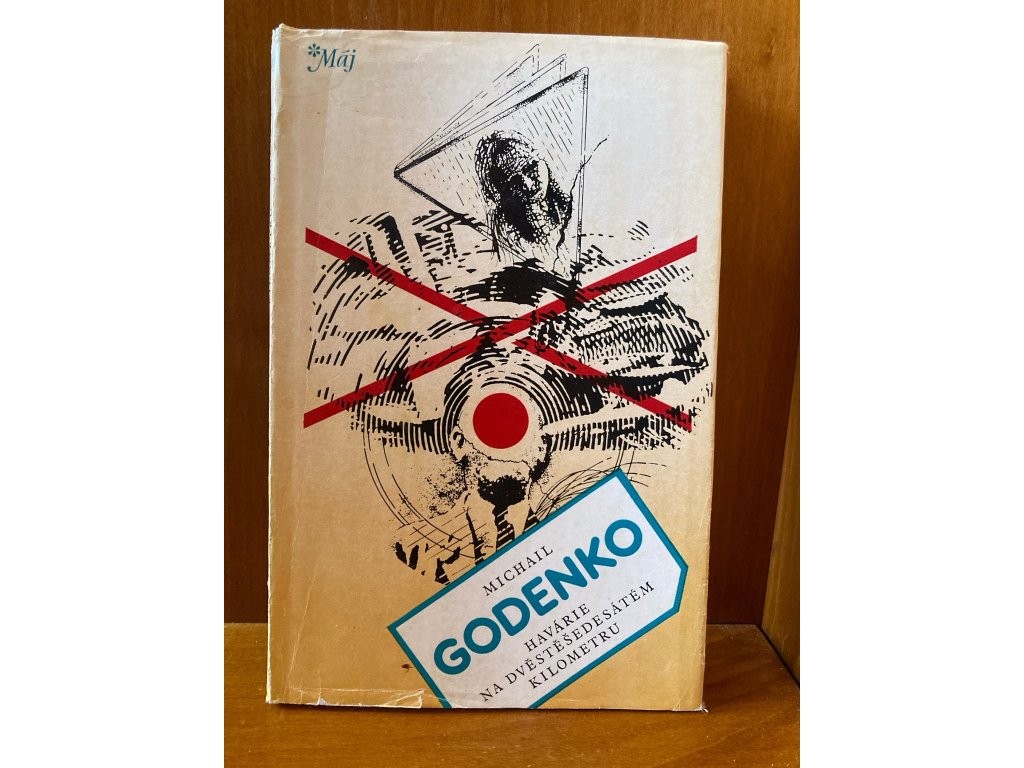 *Máj
MICHAIL
GODENKO
HAVÁRIE
NA DVĚSTĚŠEDESÁTÉM
KILOMETRU